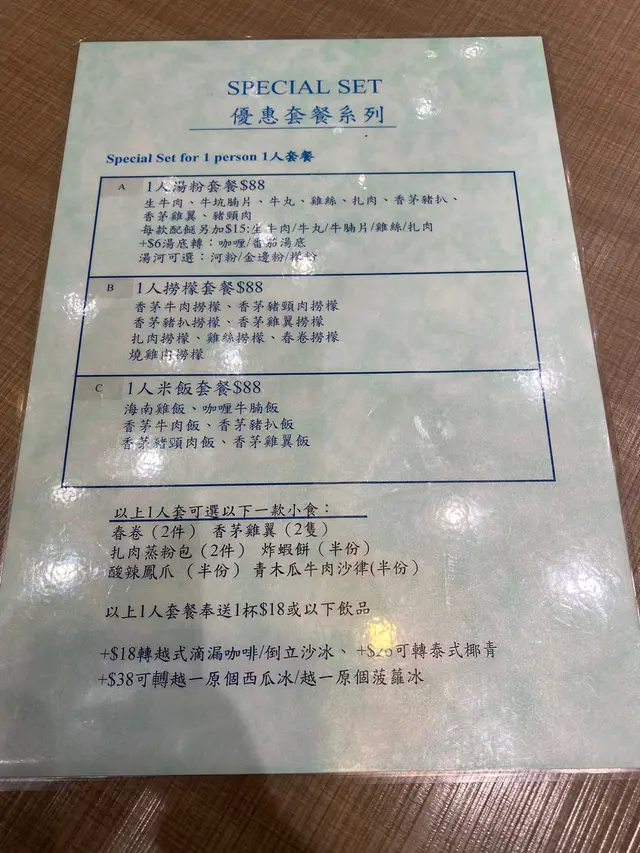 SPECIAL SET
優惠套餐系列
Special Set for 1 person 1人套餐
A 1人湯粉套餐$88
生牛肉、牛坑腩片、牛丸、雞絲、扎肉、香茅豬扒、
香茅雞翼、豬頸肉
每款配餸另加$15:生牛肉/牛丸/牛腩片/雞絲/扎肉
+$6湯底轉：咖喱/番茄湯底
湯河可選：河粉/金邊粉/檬粉
B 1人撈檬套餐$88
香茅牛肉撈檬、香茅豬頸肉撈檬
香茅豬扒撈檬、香茅雞翼撈檬
扎肉撈檬、雞絲撈檬、春卷撈檬
燒雞肉撈檬
C 1人米飯套餐$88
海南雞飯、咖喱牛腩飯
香茅牛肉飯、香茅豬扒飯
香茅豬頸肉飯、香茅雞翼飯
以上1人套可選以下一款小食：
春卷（2件） 香茅雞翼（2隻）
扎肉蒸粉包（2件） 炸蝦餅（半份）
酸辣鳳爪 （半份） 青木瓜牛肉沙律(半份）
以上1人套餐奉送1杯$18或以下飲品
+$18轉越式滴漏咖啡/倒立沙冰、 可轉泰式椰青
+$38可轉越一原個西瓜冰/越一原個菠蘿冰